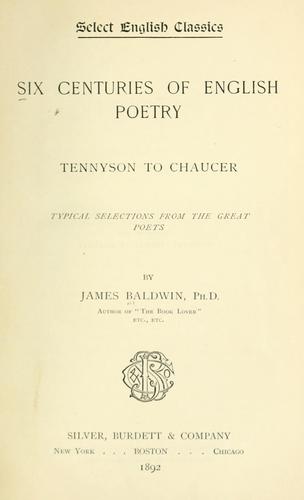 Select English Classics
SIX CENTURIES OF ENGLISH
POETRY
TENNYSON TO CHAUCER
TYPICAL SELECTIONS FROM THE GREAT
POETS
BY
JAMES BALDWIN, PH.D.
AUTHOR OF "THE BOOK LOVER"
ETC., ETC.
SILVER, BURDETT & COMPANY
NEW YORK . . . BOSTON . . . CHICAGO
1892